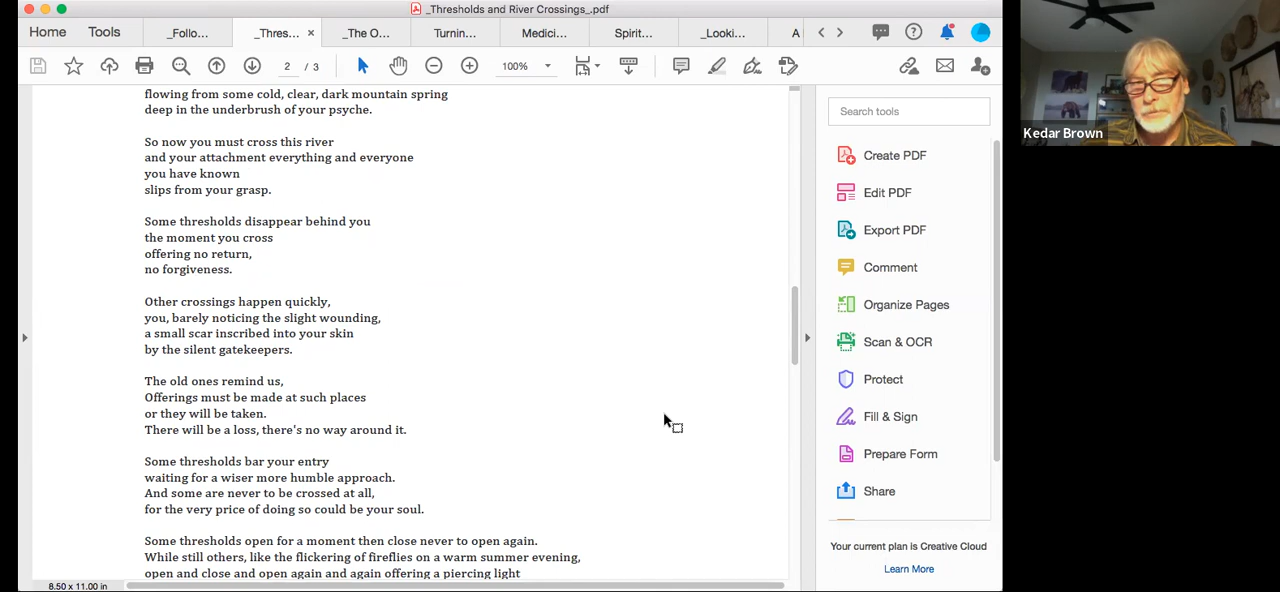 _Thresholds and River Crossings_.pdf
Home
Tools
_Follo...
_Thres...
_The O...
Turnin...
Medici...
Spirit...
_Looki...
A
2 / 3
100%
flowing from some cold, clear, dark mountain spring
deep in the underbrush of your psyche.
So now you must cross this river
and your attachment everything and everyone
you have known
slips from your grasp.
Some thresholds disappear behind you
the moment you cross
offering no return,
no forgiveness.
Other crossings happen quickly,
you, barely noticing the slight wounding,
a small scar inscribed into your skin
by the silent gatekeepers.
The old ones remind us,
Offerings must be made at such places
or they will be taken.
There will be a loss, there's no way around it.
Some thresholds bar your entry
waiting for a wiser more humble approach.
And some are never to be crossed at all,
for the very price of doing so could be your soul.
Some thresholds open for a moment then close never to open again.
While still others, like the flickering of fireflies on a warm summer evening,
open and close and open again and again offering a piercing light
8.50 x 11.00 in
Search tools
Create PDF
Edit PDF
Export PDF
Comment
Organize Pages
Scan & OCR
Protect
Fill & Sign
Prepare Form
Share
Your current plan is Creative Cloud
Learn More
Kedar Brown